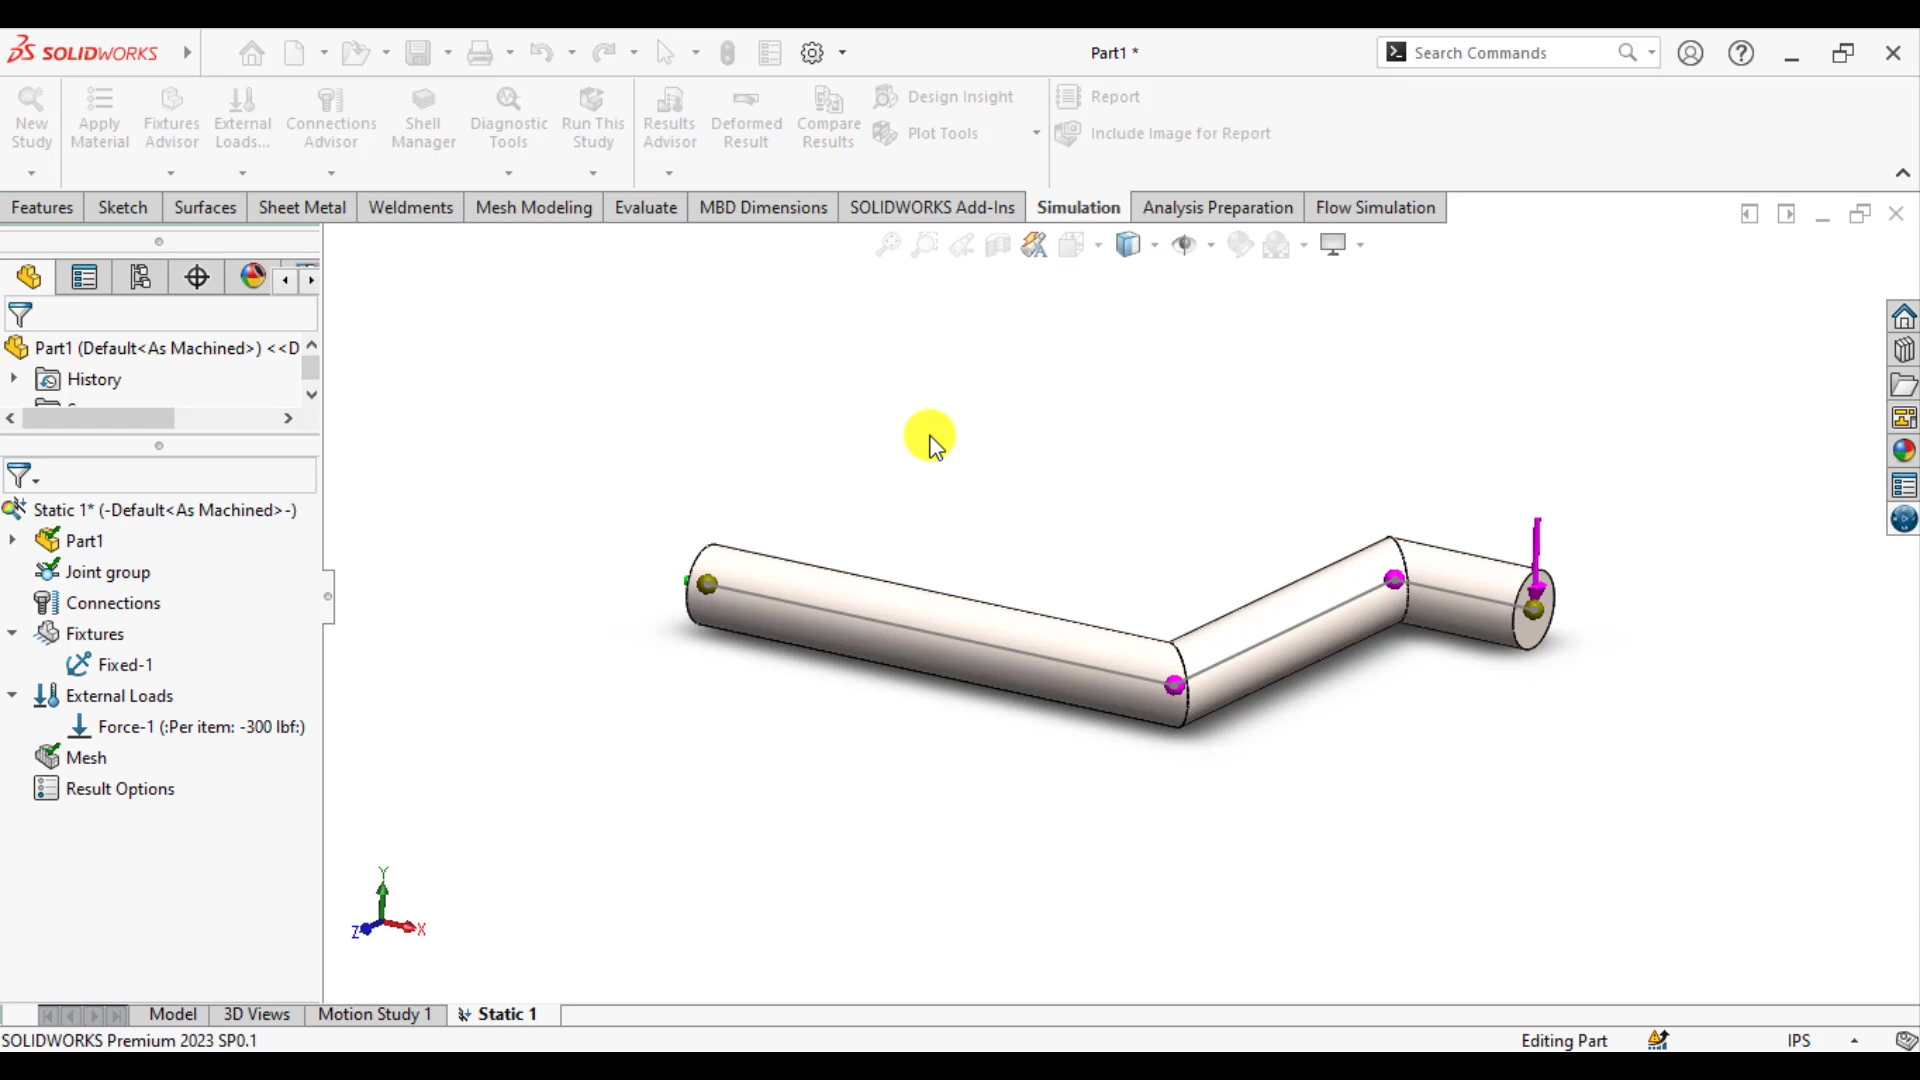 SOLIDWORKS
Part1 *
Search Commands
New Study
Apply Material
Fixtures Advisor
External Loads...
Connections Advisor
Shell Manager
Diagnostic Tools
Run This Study
Results Advisor
Deformed Result
Compare Results
Design Insight
Plot Tools
Report
Include Image for Report
Features
Sketch
Surfaces
Sheet Metal
Weldments
Mesh Modeling
Evaluate
MBD Dimensions
SOLIDWORKS Add-Ins
Simulation
Analysis Preparation
Flow Simulation
Part1 (Default<As Machined>) <<D
History
Static 1* (-Default<As Machined>-)
Part1
Joint group
Connections
Fixtures
Fixed-1
External Loads
Force-1 (:Per item: -300 lbf:)
Mesh
Result Options
Y
Z
X
Model
3D Views
Motion Study 1
Static 1
SOLIDWORKS Premium 2023 SP0.1
Editing Part
IPS